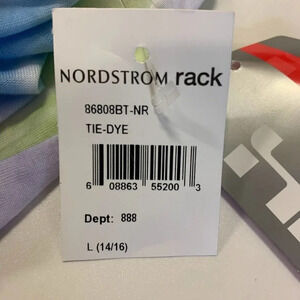 NORDSTROM rack
86808BT-NR
TIE-DYE
6 08863 55200 3
Dept: 888
L (14/16)